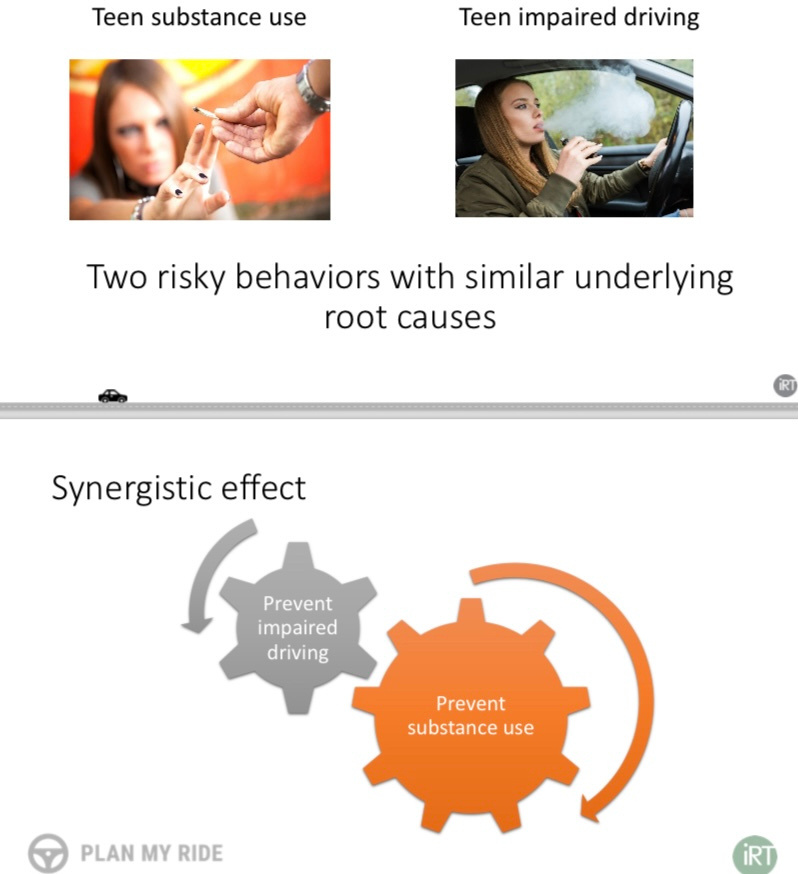 Teen substance use
Teen impaired driving
Two risky behaviors with similar underlying
root causes
iRT
Synergistic effect
Prevent
impaired
driving
Prevent
substance use
PLAN MY RIDE
iRT